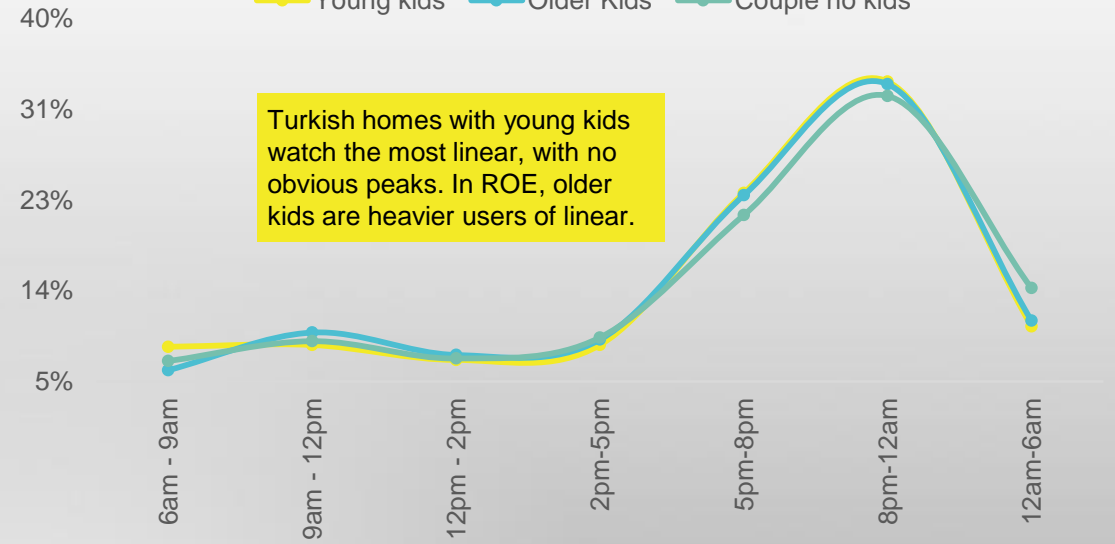 Young kids Older Kids Couple no kids
40%
31%
23%
14%
5%
Turkish homes with young kids
watch the most linear, with no
obvious peaks. In ROE, older
kids are heavier users of linear.
6am - 9am
9am - 12pm
12pm - 2pm
2pm-5pm
5pm-8pm
8pm-12am
12am-6am